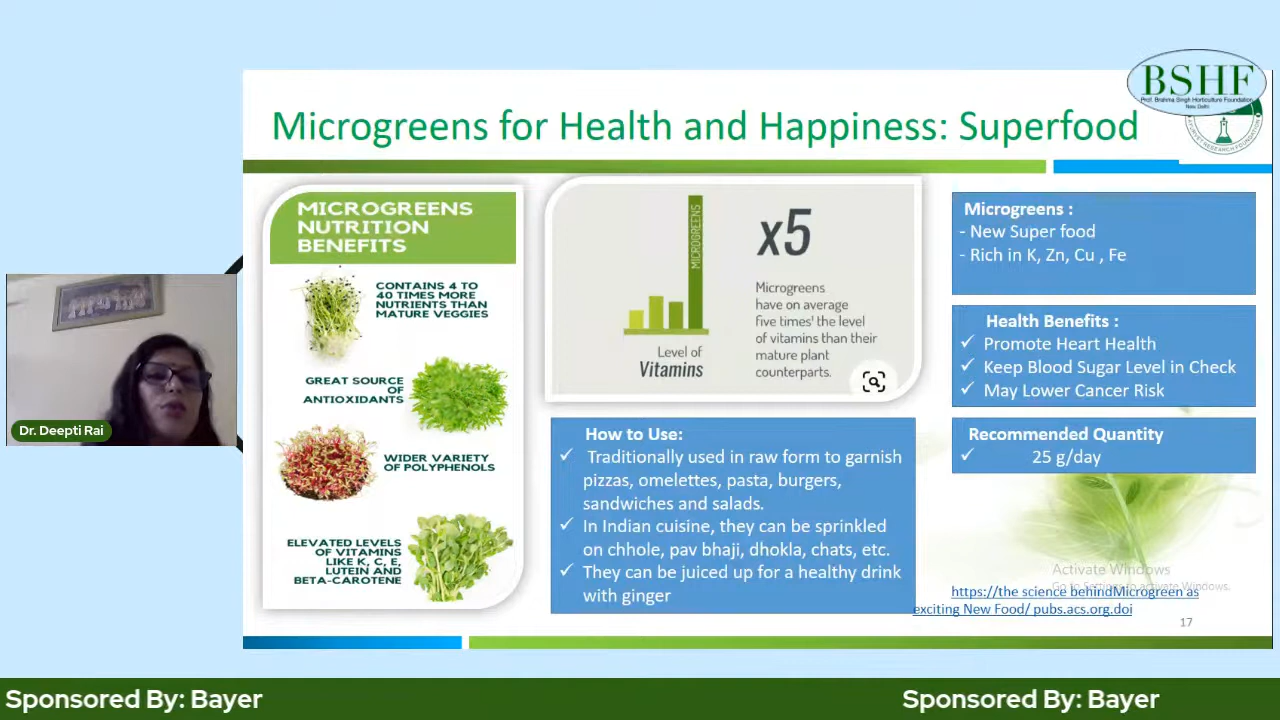 BSHF
Prof. Brahma Singh Horticulture Foundation
New Delhi
Microgreens for Health and Happiness: Superfood
MICROGREENS
NUTRITION
BENEFITS
CONTAINS 4 TO
40 TIMES MORE
NUTRIENTS THAN
MATURE VEGGIES
GREAT SOURCE
OF
ANTIOXIDANTS
WIDER VARIETY
OF POLYPHENOLS
ELEVATED LEVELS
OF VITAMINS
LIKE K, C, E,
LUTEIN AND
BETA-CAROTENE
MICROGREENS
Level of
Vitamins
x5
Microgreens
have on average
five times' the level
of vitamins than their
mature plant
counterparts.
How to Use:
✓ Traditionally used in raw form to garnish
pizzas, omelettes, pasta, burgers,
sandwiches and salads.
✓ In Indian cuisine, they can be sprinkled
on chhole, pav bhaji, dhokla, chats, etc.
✓ They can be juiced up for a healthy drink
with ginger
Microgreens :
- New Super food
- Rich in K, Zn, Cu , Fe
Health Benefits :
✓ Promote Heart Health
✓ Keep Blood Sugar Level in Check
✓ May Lower Cancer Risk
Recommended Quantity
✓ 25 g/day
Activate Windows
Go to Settings to activate Windows.
https://the science behindMicrogreen as
exciting New Food/ pubs.acs.org.doi
17
Dr. Deepti Rai
Sponsored By: Bayer
Sponsored By: Bayer